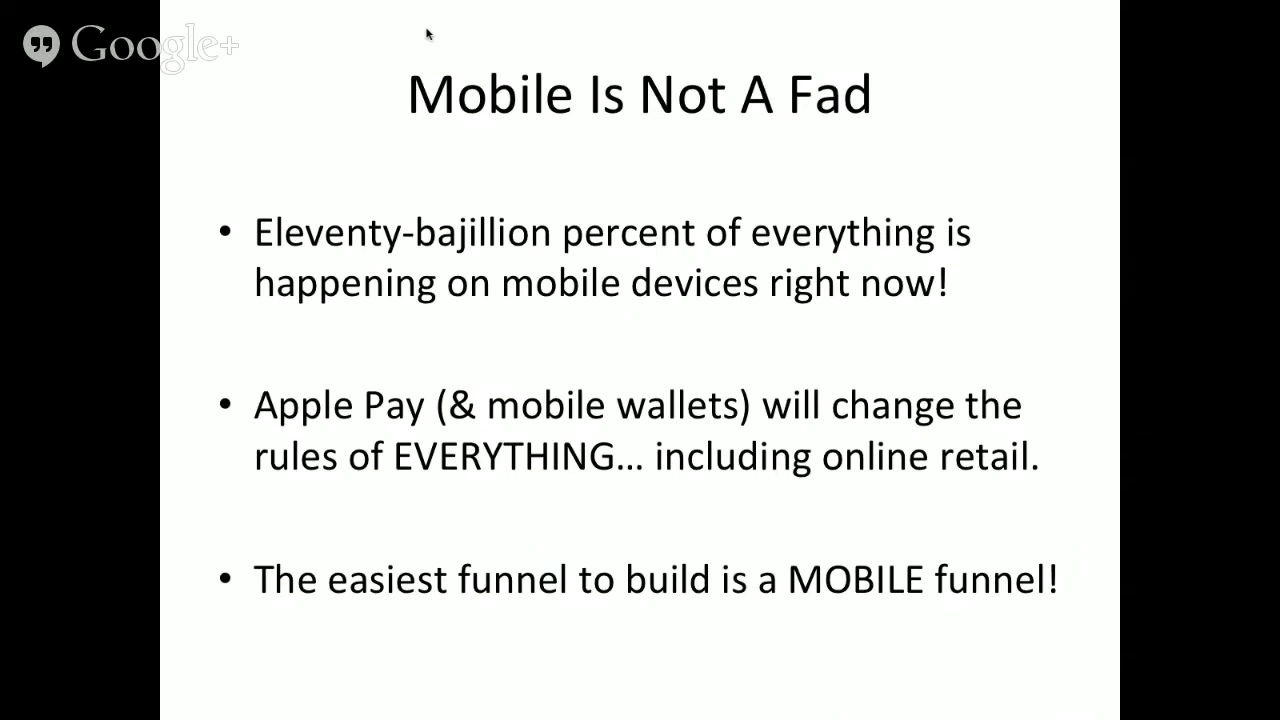 Google+
Mobile Is Not A Fad
• Eleventy-bajillion percent of everything is
happening on mobile devices right now!
• Apple Pay (& mobile wallets) will change the
rules of EVERYTHING... including online retail.
• The easiest funnel to build is a MOBILE funnel!